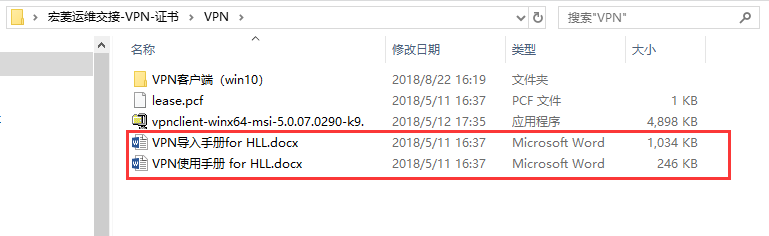 宏菱运维交接-VPN-证书 > VPN 搜索"VPN"
名称 修改日期 类型 大小
VPN客户端（win10） 2018/8/22 16:19 文件夹
lease.pcf 2018/5/11 16:37 PCF 文件 1 KB
vpnclient-winx64-msi-5.0.07.0290-k9. 2018/5/12 17:35 应用程序 4,898 KB
VPN导入手册for HLL.docx 2018/5/11 16:37 Microsoft Word 1,034 KB
VPN使用手册 for HLL.docx 2018/5/11 16:37 Microsoft Word 246 KB